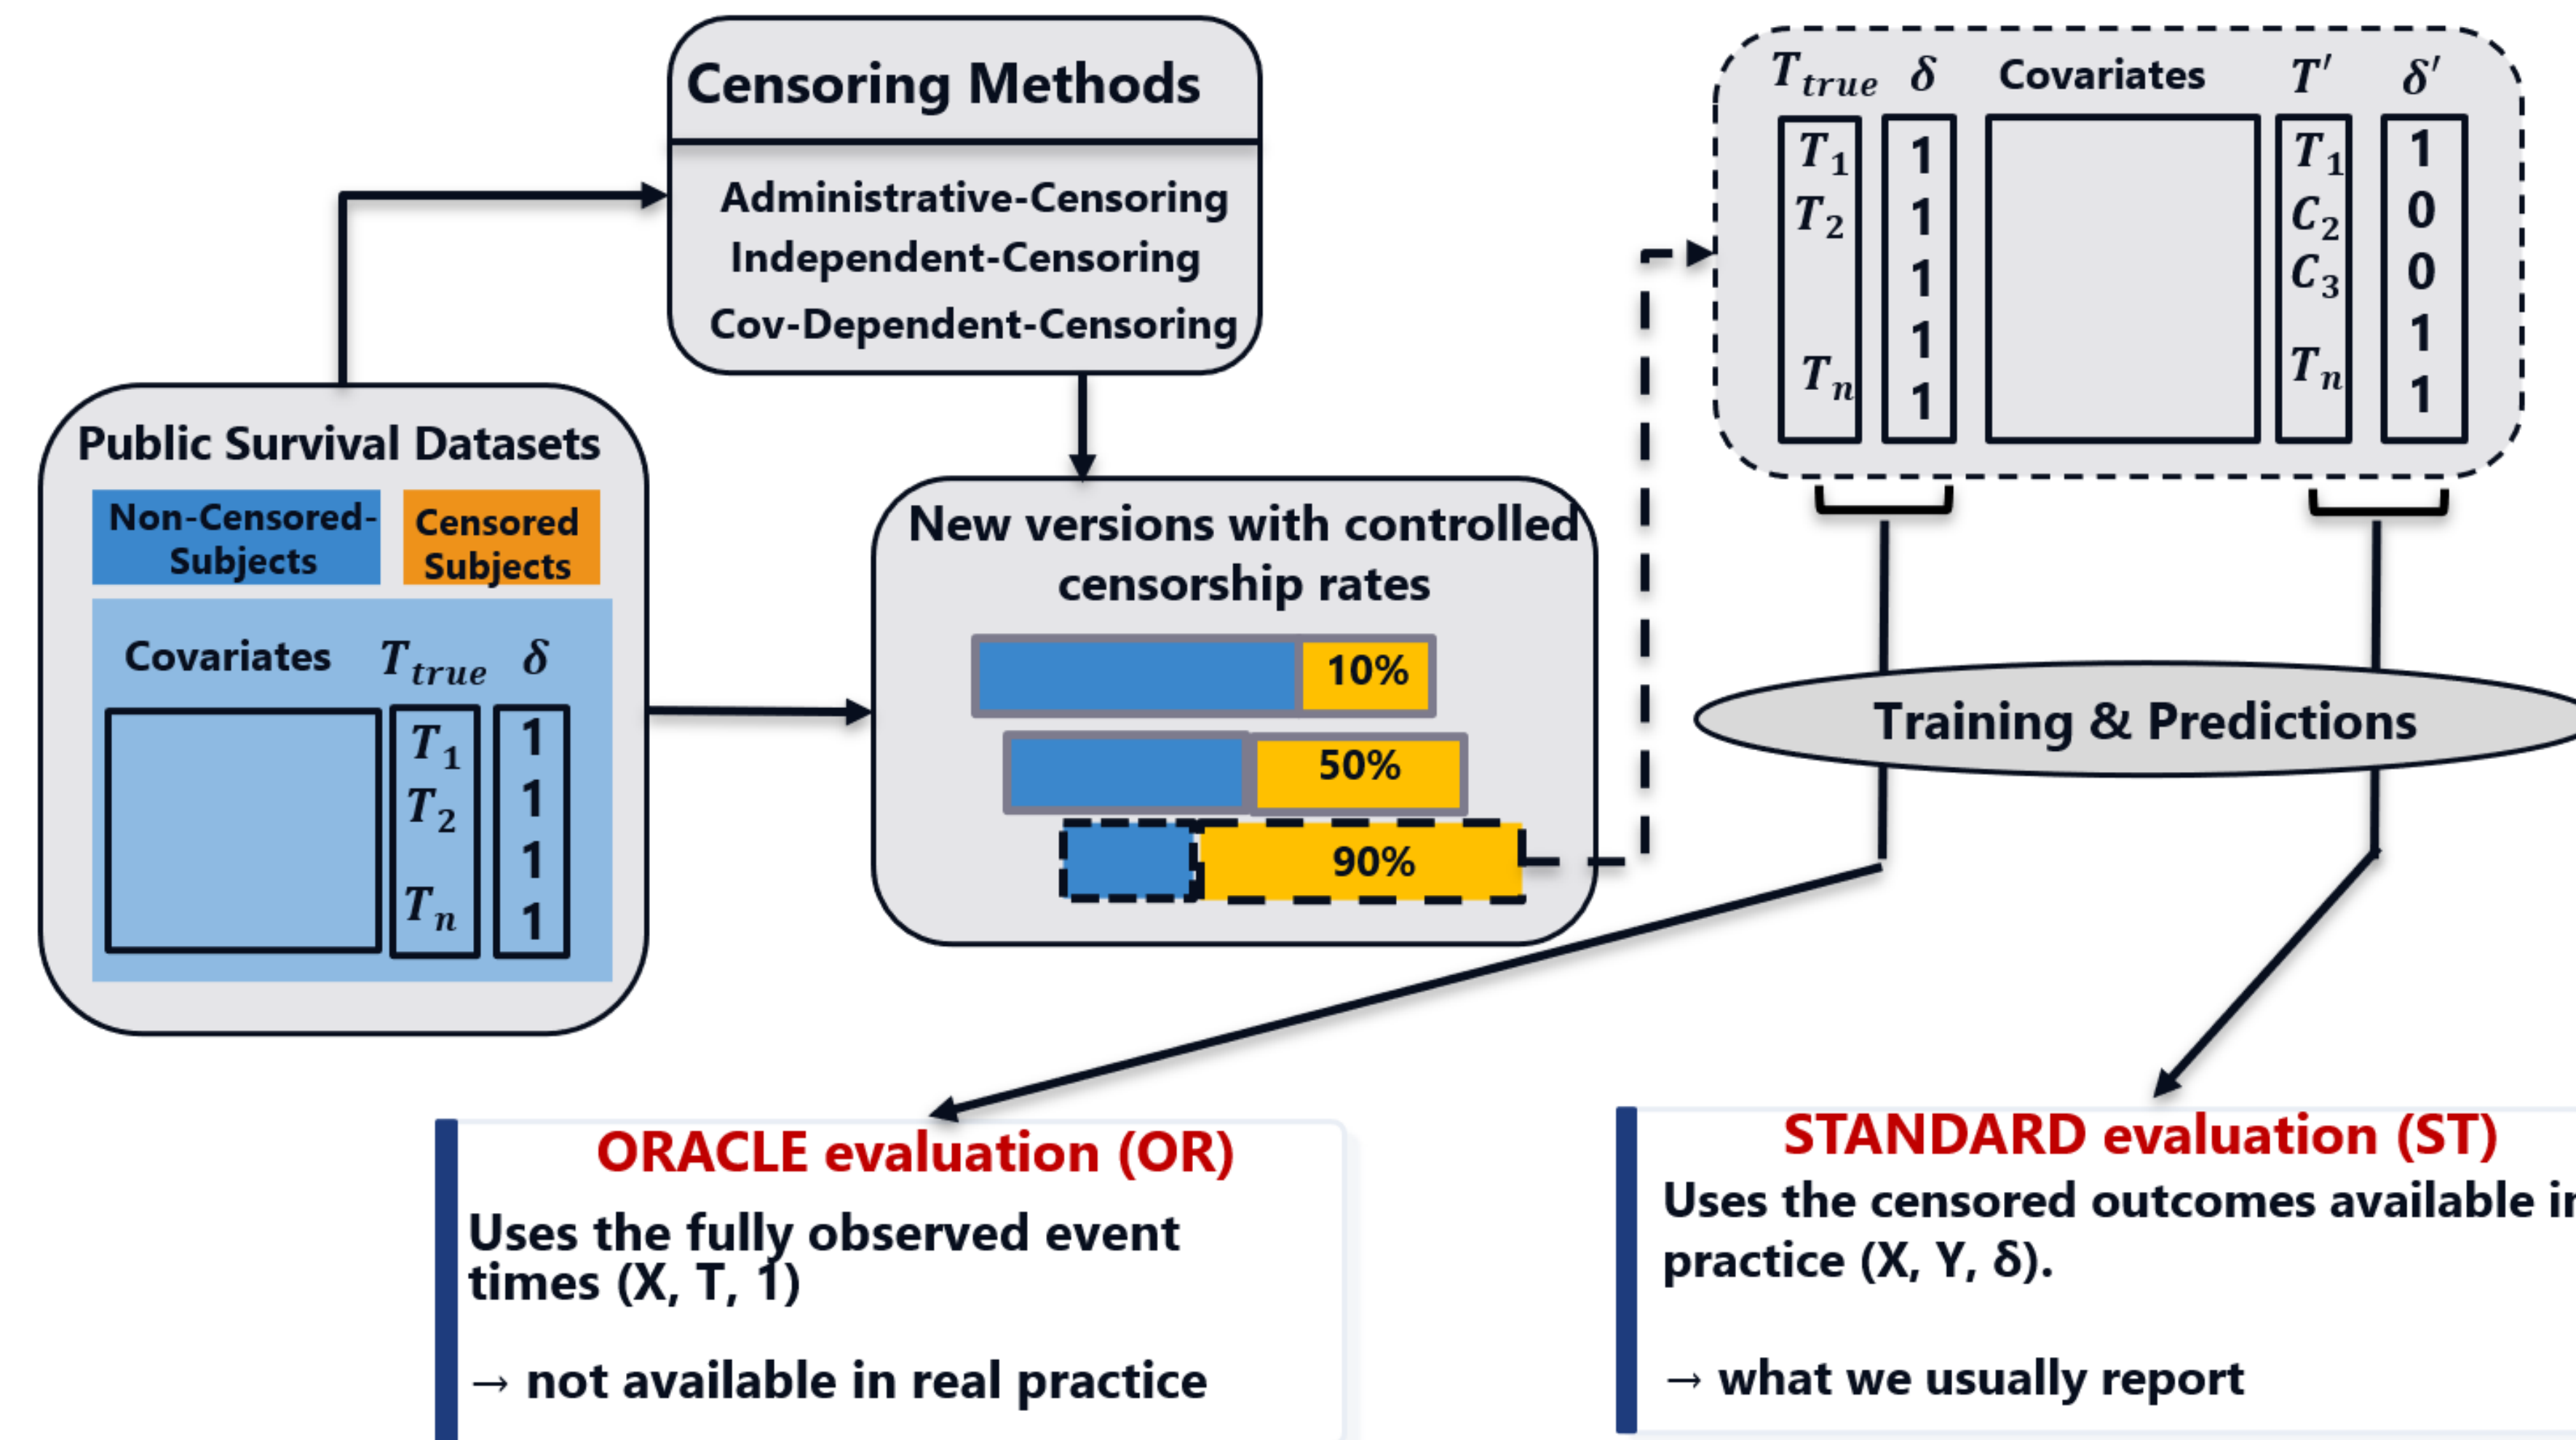 Censoring Methods
Administrative-Censoring
Independent-Censoring
Cov-Dependent-Censoring
Public Survival Datasets
Non-Censored-
Subjects
Censored
Subjects
Covariates T_true δ
T_1 1
T_2 1
1
T_n 1
New versions with controlled
censorship rates
10%
50%
90%
T_true δ Covariates T′ δ′
T_1 1 T_1 1
T_2 1 C_2 0
1 C_3 0
1 1
T_n 1 T_n 1
Training & Predictions
ORACLE evaluation (OR)
Uses the fully observed event
times (X, T, 1)
→ not available in real practice
STANDARD evaluation (ST)
Uses the censored outcomes available in
practice (X, Y, δ).
→ what we usually report